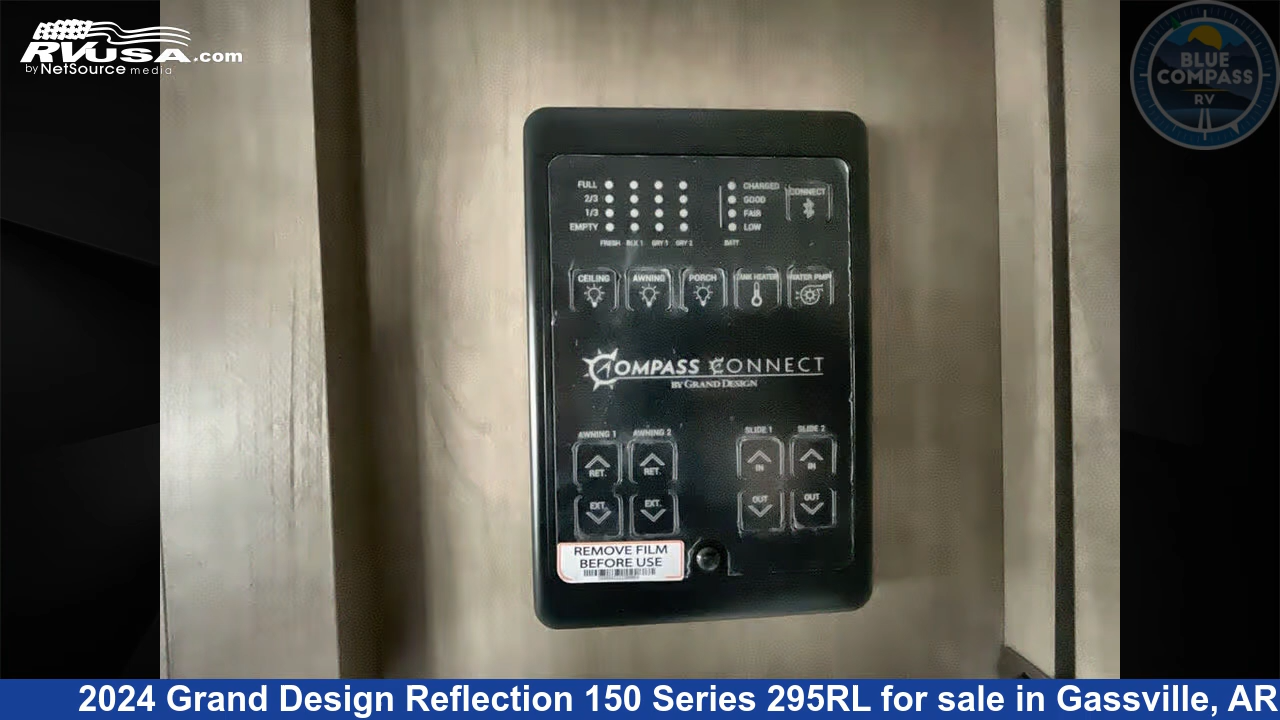 RVUSA.com
by NetSource media
BLUE
COMPASS
RV
FULL
CHARGED
CONNECT
2/3
GOOD
1/3
FAIR
EMPTY
LOW
FRESH BLK 1 GRY 1 GRY 2 BATT
CEILING AWNING PORCH TANK HEATER WATER PMP
COMPASS CONNECT
BY GRAND DESIGN
AWNING 1 AWNING 2 SLIDE 1 SLIDE 2
RET. RET. IN IN
EXT. EXT. OUT OUT
REMOVE FILM
BEFORE USE
2024 Grand Design Reflection 150 Series 295RL for sale in Gassville, AR